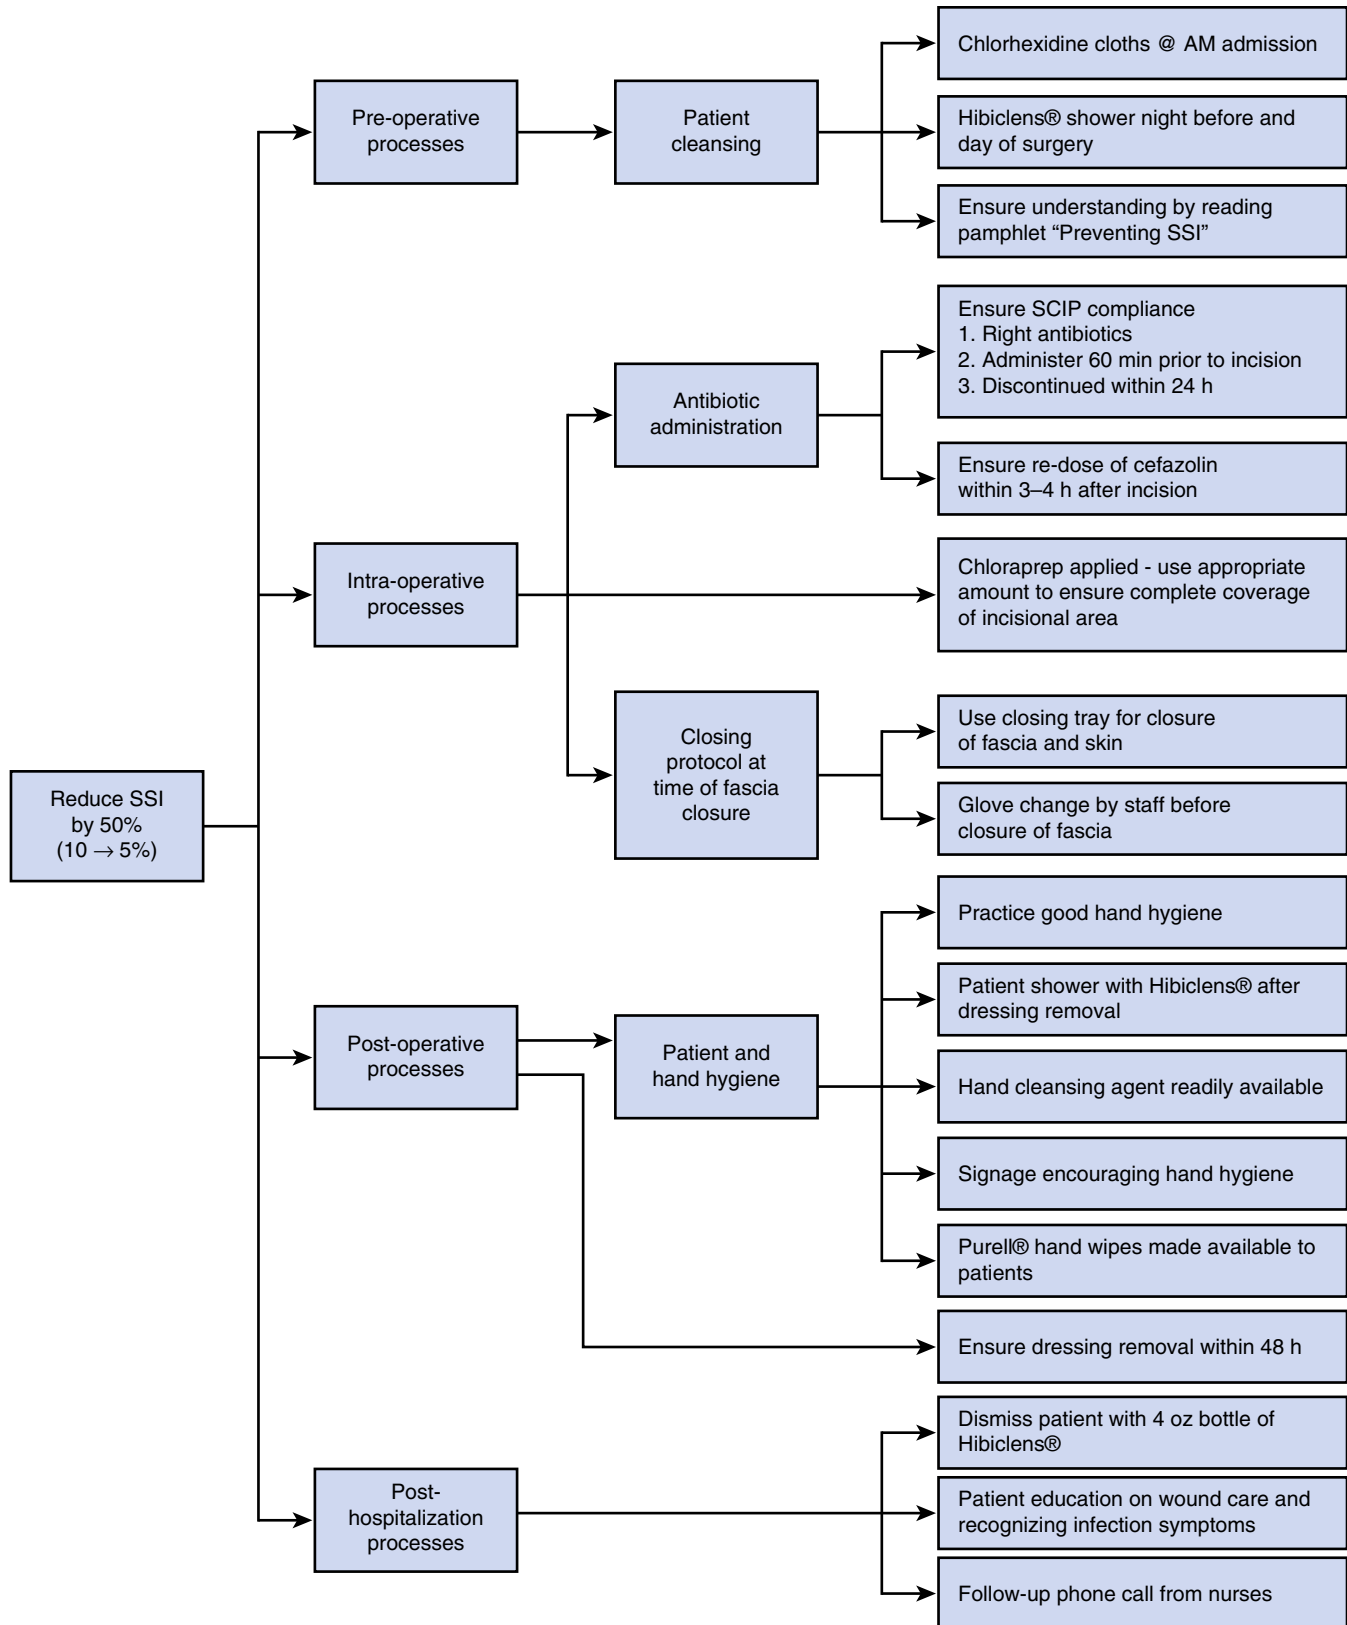 Reduce SSI
by 50%
(10 → 5%)
Pre-operative
processes
Patient
cleansing
Chlorhexidine cloths @ AM admission
Hibiclens® shower night before and
day of surgery
Ensure understanding by reading
pamphlet “Preventing SSI”
Intra-operative
processes
Antibiotic
administration
Ensure SCIP compliance
1. Right antibiotics
2. Administer 60 min prior to incision
3. Discontinued within 24 h
Ensure re-dose of cefazolin
within 3–4 h after incision
Chloraprep applied - use appropriate
amount to ensure complete coverage
of incisional area
Closing
protocol at
time of fascia
closure
Use closing tray for closure
of fascia and skin
Glove change by staff before
closure of fascia
Post-operative
processes
Patient and
hand hygiene
Practice good hand hygiene
Patient shower with Hibiclens® after
dressing removal
Hand cleansing agent readily available
Signage encouraging hand hygiene
Purell® hand wipes made available to
patients
Ensure dressing removal within 48 h
Post-
hospitalization
processes
Dismiss patient with 4 oz bottle of
Hibiclens®
Patient education on wound care and
recognizing infection symptoms
Follow-up phone call from nurses